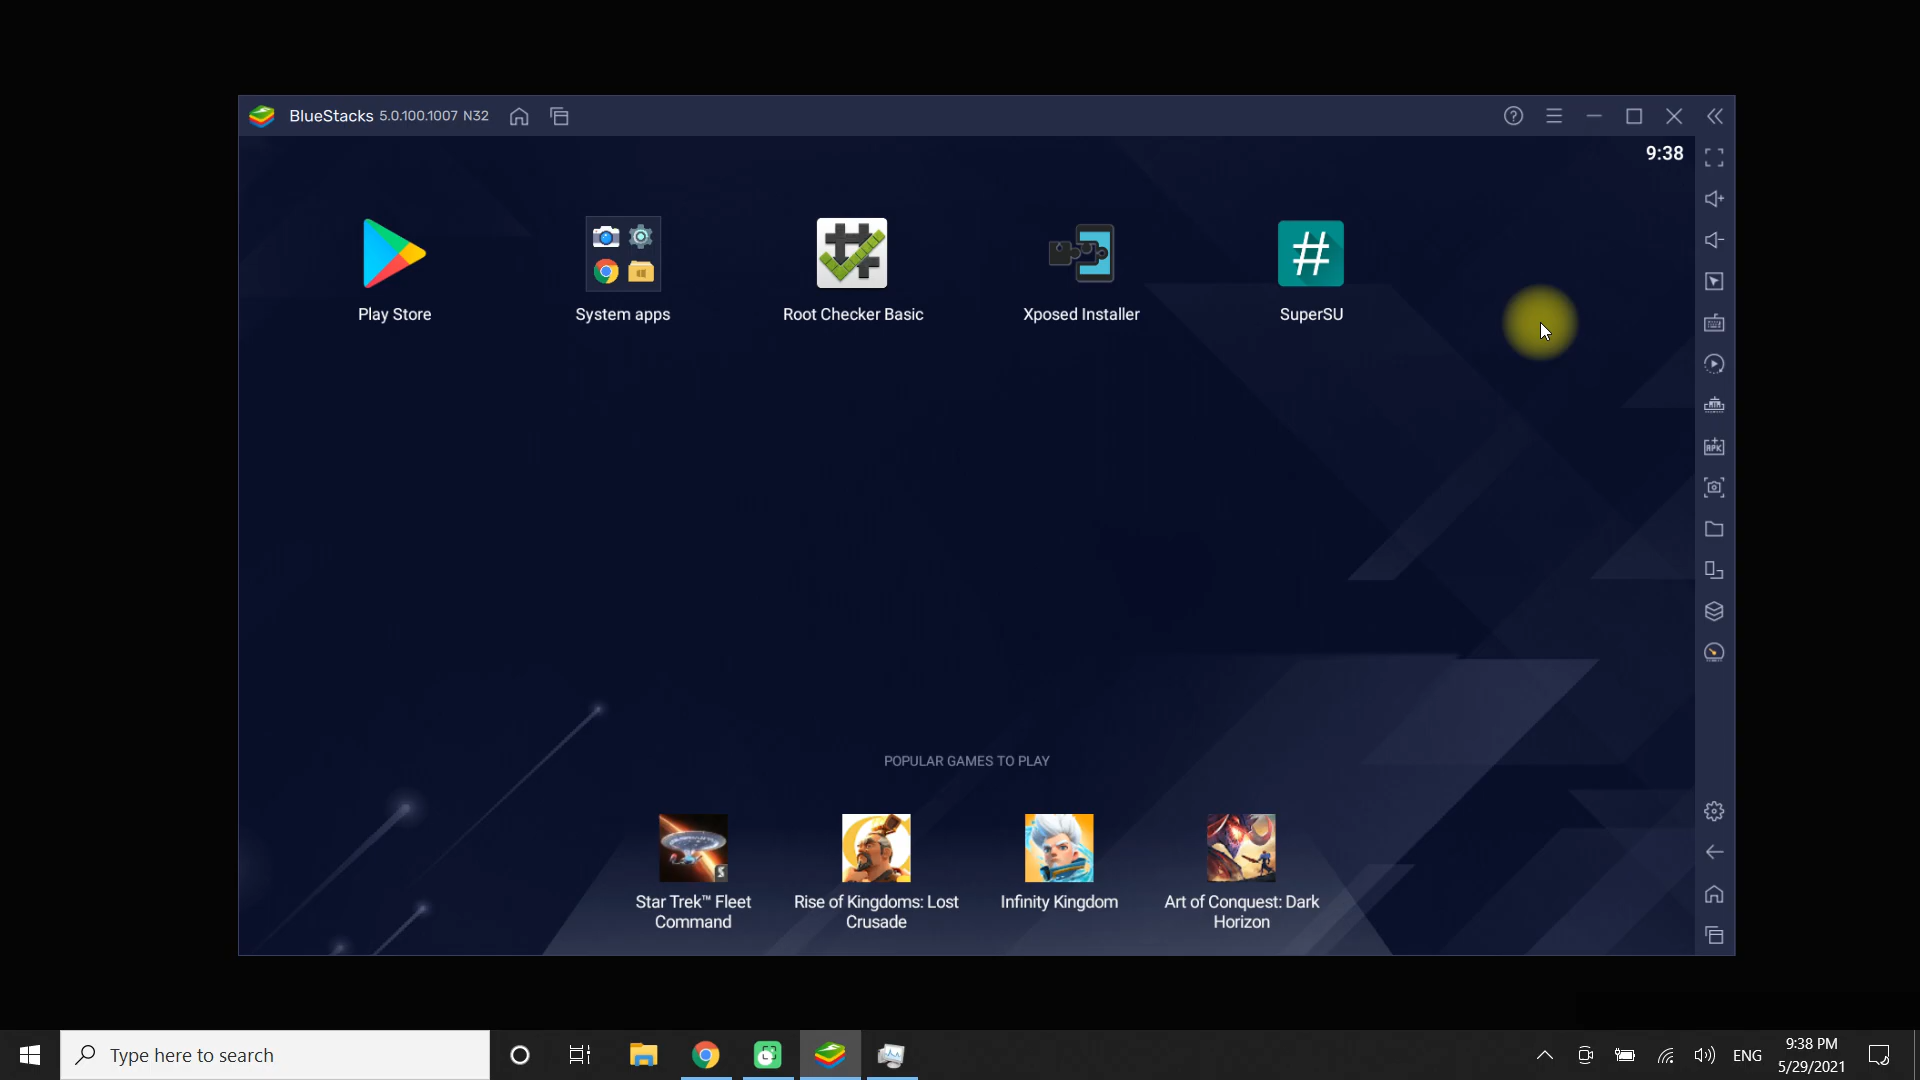 BlueStacks 5.0.100.1007 N32
9:38
Play Store
System apps
Root Checker Basic
Xposed Installer
#
SuperSU
APK
POPULAR GAMES TO PLAY
S
Star Trek™ Fleet
Command
Rise of Kingdoms: Lost
Crusade
Infinity Kingdom
Art of Conquest: Dark
Horizon
Type here to search
ENG
9:38 PM
5/29/2021